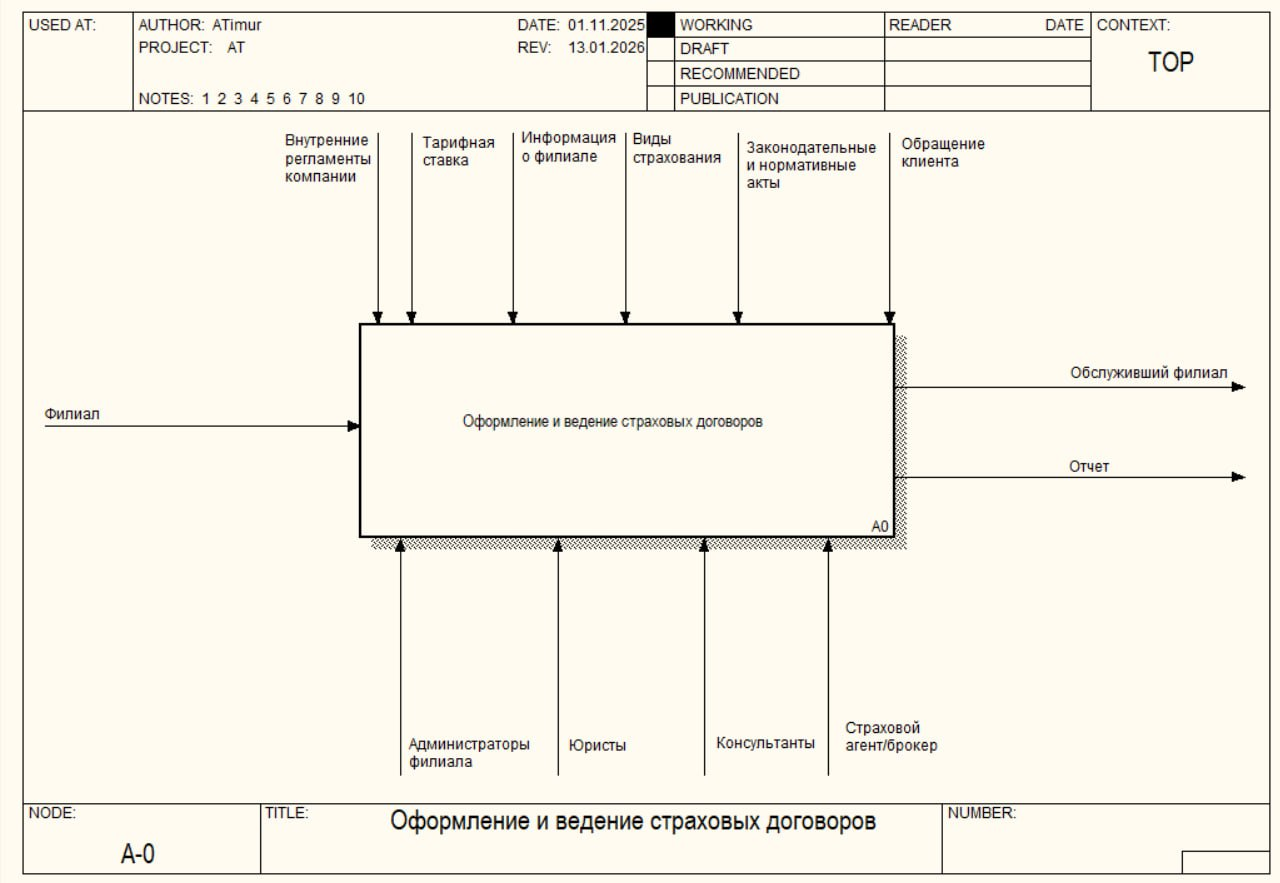 USED AT:
AUTHOR: ATimur
DATE: 01.11.2025
WORKING
READER
DATE
CONTEXT:
PROJECT: AT
REV: 13.01.2026
DRAFT
TOP
RECOMMENDED
NOTES: 1 2 3 4 5 6 7 8 9 10
PUBLICATION
Внутренние
регламенты
компании
Тарифная
ставка
Информация
о филиале
Виды
страхования
Законодательные
и нормативные
акты
Обращение
клиента
Обслуживший филиал
Филиал
Оформление и ведение страховых договоров
Отчет
A0
Администраторы
филиала
Юристы
Консультанты
Страховой
агент/брокер
NODE:
TITLE:
Оформление и ведение страховых договоров
NUMBER:
A-0